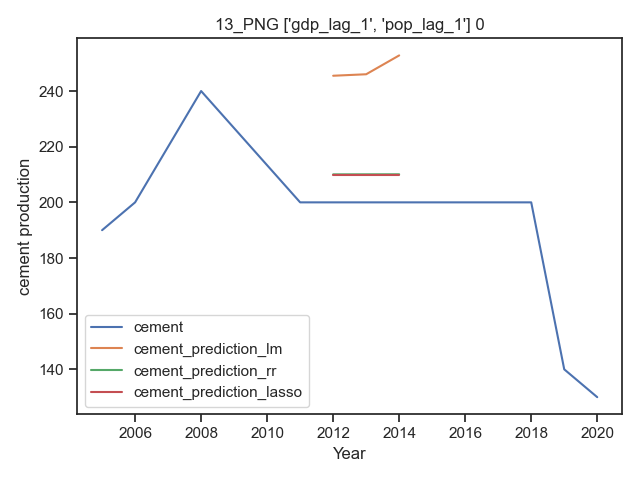 13_PNG ['gdp_lag_1', 'pop_lag_1'] 0
cement production
240
220
200
180
160
140
cement
cement_prediction_lm
cement_prediction_rr
cement_prediction_lasso
2006 2008 2010 2012 2014 2016 2018 2020
Year